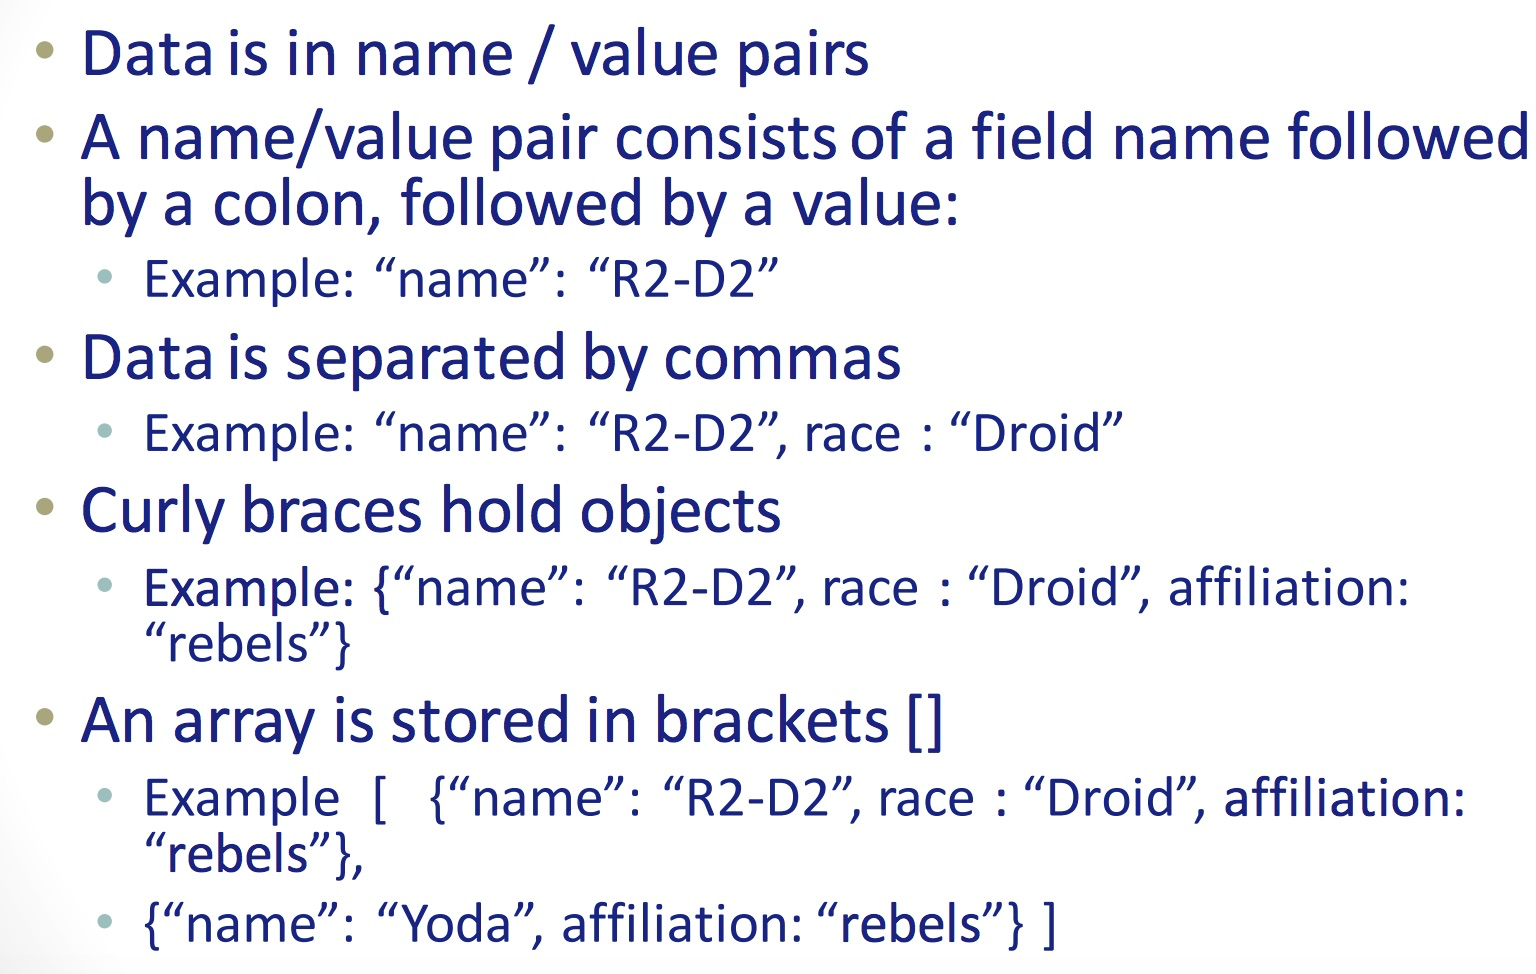 • Data is in name / value pairs
• A name/value pair consists of a field name followed
by a colon, followed by a value:
• Example: “name”: “R2-D2”
• Data is separated by commas
• Example: “name”: “R2-D2”, race : “Droid”
• Curly braces hold objects
• Example: {“name”: “R2-D2”, race : “Droid”, affiliation:
“rebels”}
• An array is stored in brackets []
• Example [ {“name”: “R2-D2”, race : “Droid”, affiliation:
“rebels”},
• {“name”: “Yoda”, affiliation: “rebels”} ]